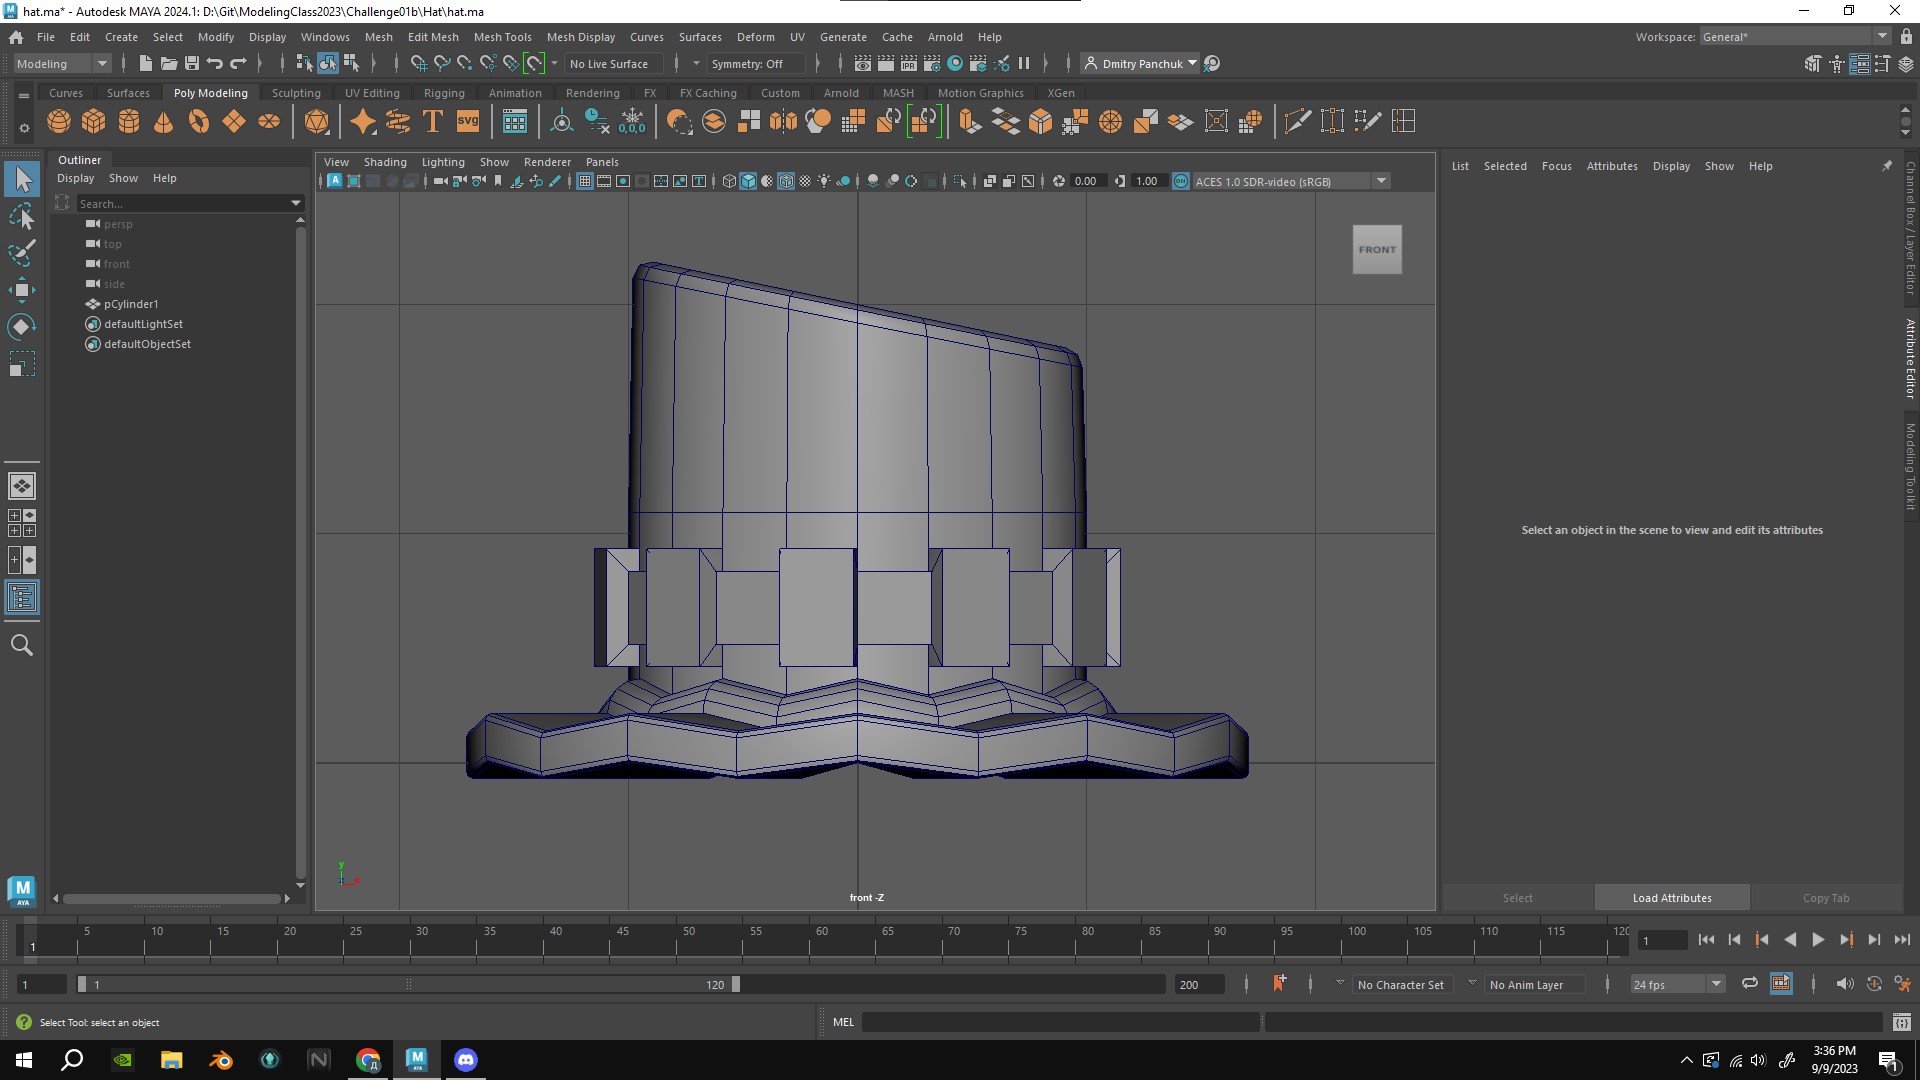 hat.ma* - Autodesk MAYA 2024.1: D:\Git\ModelingClass2023\Challenge01b\Hat\hat.ma
File Edit Create Select Modify Display Windows Mesh Edit Mesh Mesh Tools Mesh Display Curves Surfaces Deform UV Generate Cache Arnold Help
Workspace: General*
Modeling
No Live Surface
Symmetry: Off
Dmitry Panchuk
Curves Surfaces Poly Modeling Sculpting UV Editing Rigging Animation Rendering FX FX Caching Custom Arnold MASH Motion Graphics XGen
T
SVG
0,0,0
IPR
Outliner
Display Show Help
Search...
persp
top
front
side
pCylinder1
defaultLightSet
defaultObjectSet
View Shading Lighting Show Renderer Panels
0.00
1.00
ON
ACES 1.0 SDR-video (sRGB)
FRONT
y
x
front -Z
List Selected Focus Attributes Display Show Help
Select an object in the scene to view and edit its attributes
Select
Load Attributes
Copy Tab
Channel Box / Layer Editor
Attribute Editor
Modeling Toolkit
M
AYA
5 10 15 20 25 30 35 40 45 50 55 60 65 70 75 80 85 90 95 100 105 110 115 120
1
1
1
1
120
200
No Character Set
No Anim Layer
24 fps
Select Tool: select an object
MEL
3:36 PM
9/9/2023
1